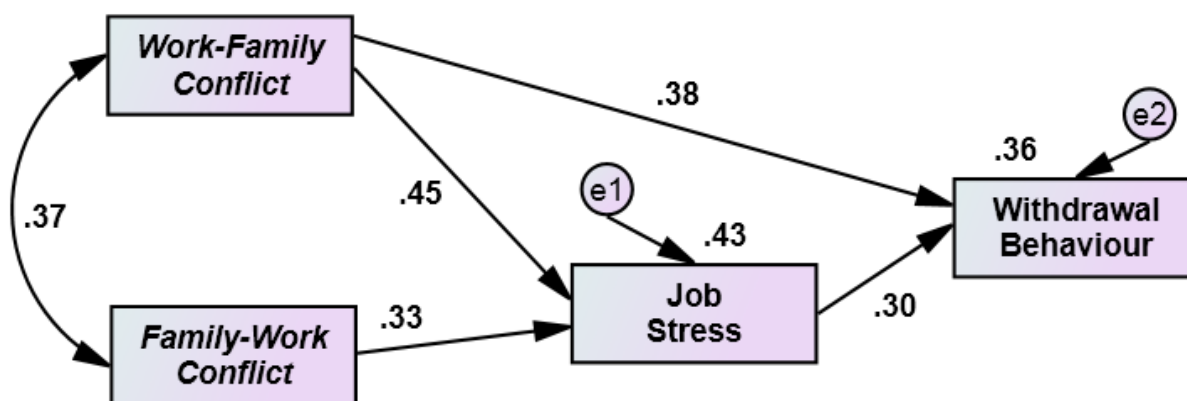 Work-Family
Conflict
.38
e2
.36
.45
e1
Withdrawal
Behaviour
.37
.43
Job
Stress
.30
.33
Family-Work
Conflict